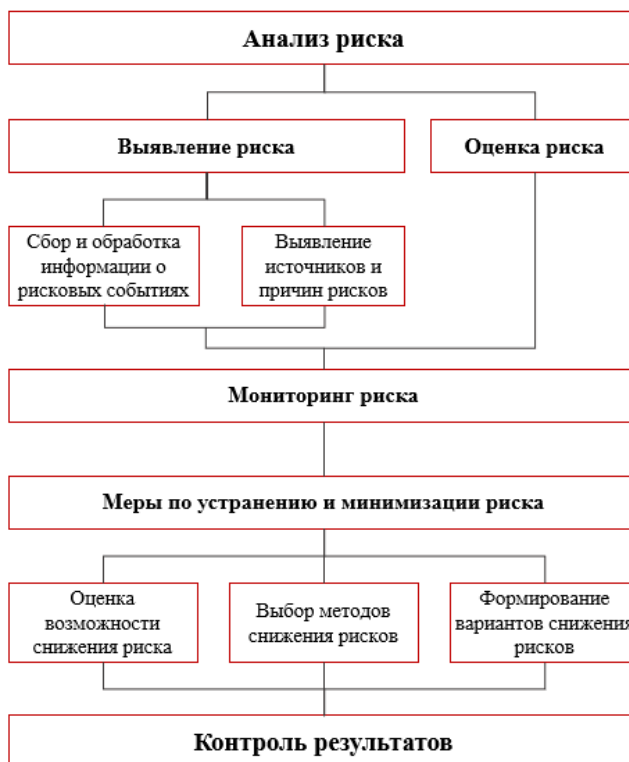 Анализ риска
Выявление риска
Оценка риска
Сбор и обработка
информации о
рисковых событиях
Выявление
источников и
причин рисков
Мониторинг риска
Меры по устранению и минимизации риска
Оценка
возможности
снижения риска
Выбор методов
снижения рисков
Формирование
вариантов снижения
рисков
Контроль результатов